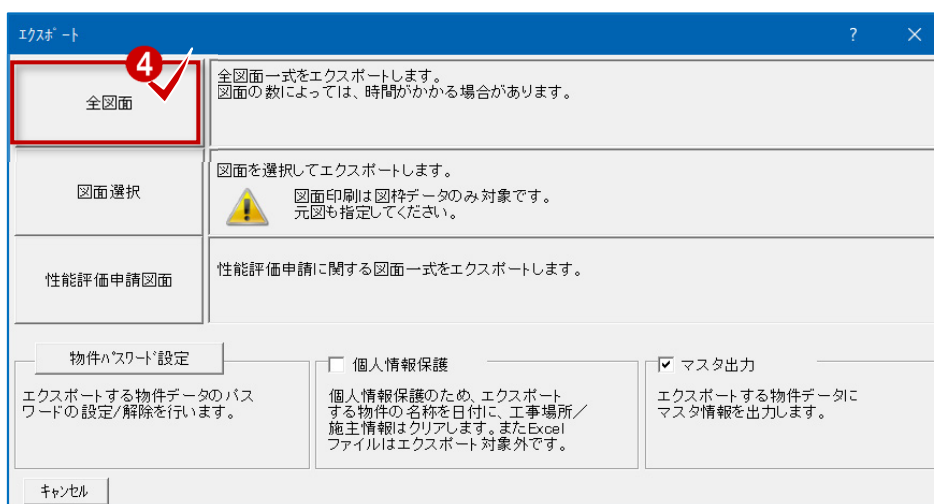 エクスポート
?
×
4
全図面
全図面一式をエクスポートします。
図面の数によっては、時間がかかる場合があります。
図面選択
図面を選択してエクスポートします。
図面印刷は図枠データのみ対象です。
元図も指定してください。
性能評価申請図面
性能評価申請に関する図面一式をエクスポートします。
物件パスワード設定
エクスポートする物件データのパス
ワードの設定/解除を行います。
個人情報保護
個人情報保護のため、エクスポート
する物件の名称を日付に、工事場所/
施主情報はクリアします。またExcel
ファイルはエクスポート対象外です。
マスタ出力
エクスポートする物件データに
マスタ情報を出力します。
キャンセル